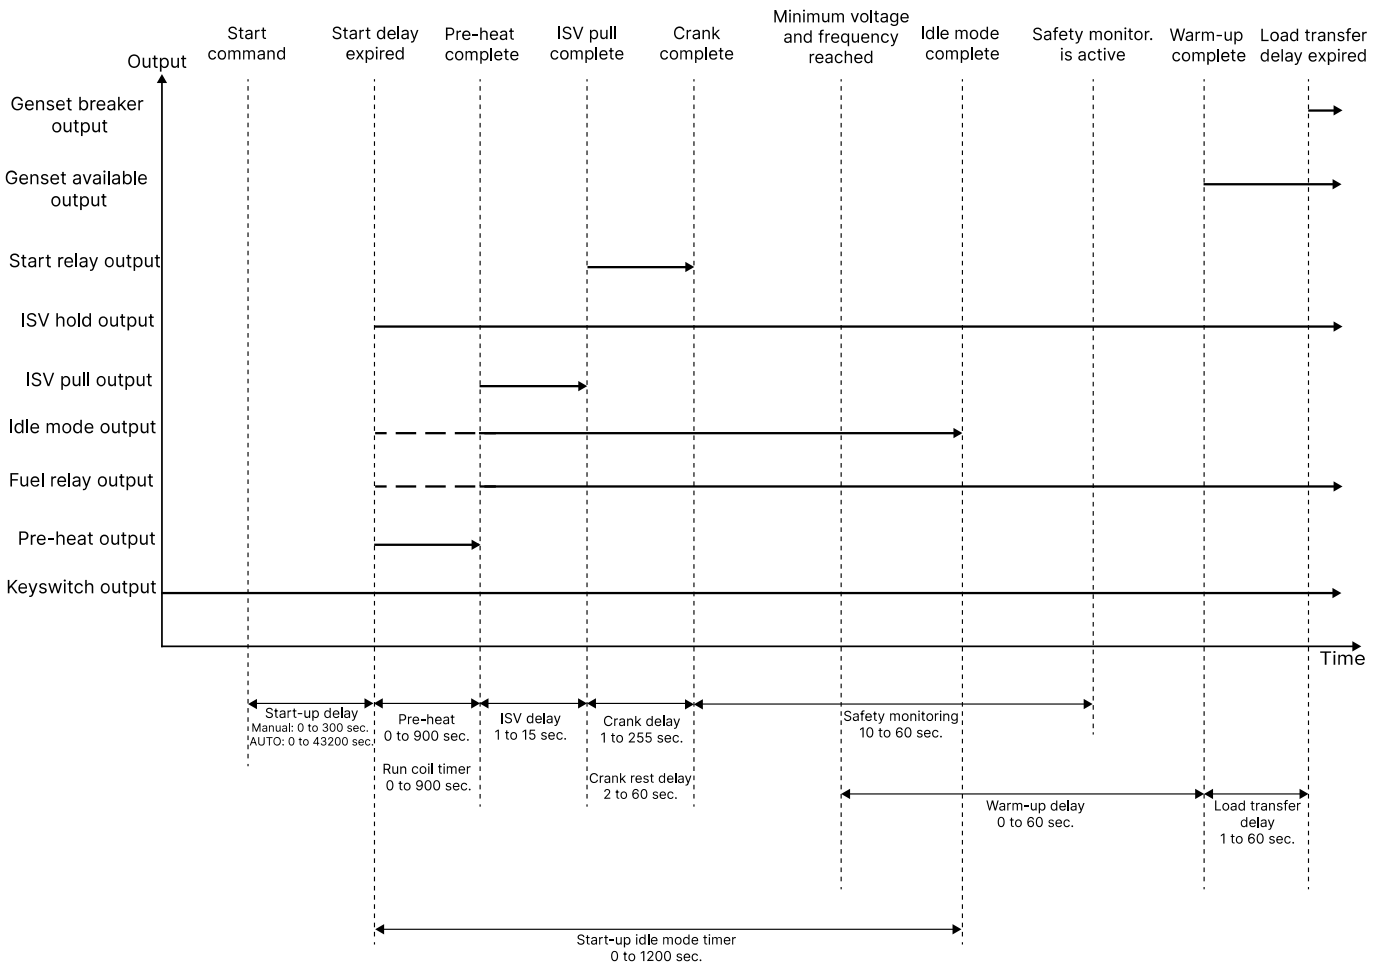 Start
command
Start delay
expired
Pre-heat
complete
ISV pull
complete
Crank
complete
Minimum voltage
and frequency
reached
Idle mode
complete
Safety monitor.
is active
Warm-up
complete
Load transfer
delay expired
Output
Genset breaker
output
Genset available
output
Start relay output
ISV hold output
ISV pull output
Idle mode output
Fuel relay output
Pre-heat output
Keyswitch output
Time
Start-up delay
Manual: 0 to 300 sec.
AUTO: 0 to 43200 sec.
Pre-heat
0 to 900 sec.
Run coil timer
0 to 900 sec.
ISV delay
1 to 15 sec.
Crank delay
1 to 255 sec.
Crank rest delay
2 to 60 sec.
Safety monitoring
10 to 60 sec.
Warm-up delay
0 to 60 sec.
Load transfer
delay
1 to 60 sec.
Start-up idle mode timer
0 to 1200 sec.